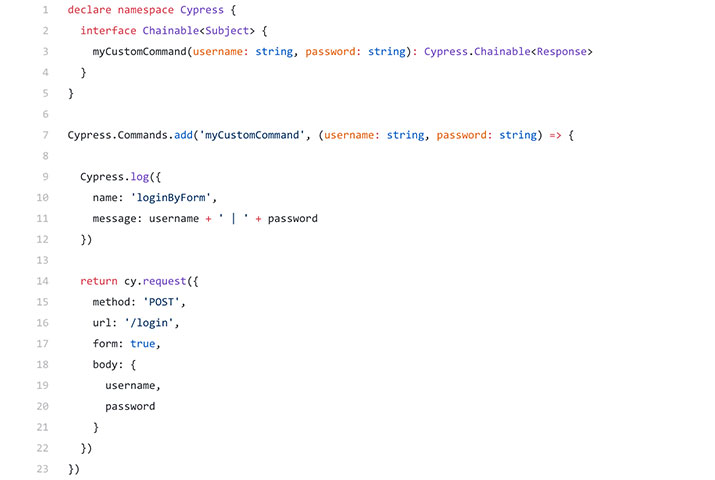 1 declare namespace Cypress {
2   interface Chainable<Subject> {
3     myCustomCommand(username: string, password: string): Cypress.Chainable<Response>
4   }
5 }
6
7 Cypress.Commands.add('myCustomCommand', (username: string, password: string) => {
8
9   Cypress.log({
10     name: 'loginByForm',
11     message: username + ' | ' + password
12   })
13
14   return cy.request({
15     method: 'POST',
16     url: '/login',
17     form: true,
18     body: {
19       username,
20       password
21     }
22   })
23 })